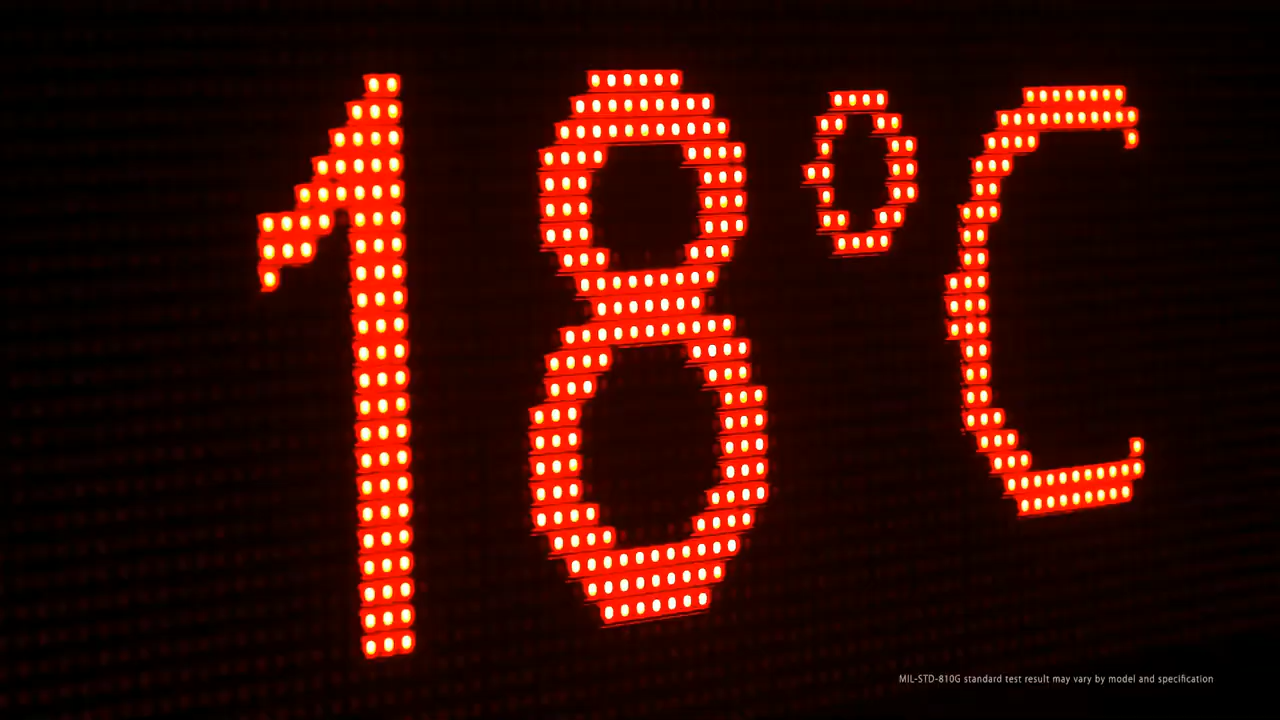 18°C
MIL-STD-810G standard test result may vary by model and specification